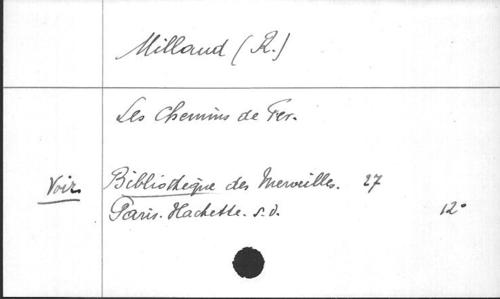 Millaud (R.)
Les Chemins de Fer.
Voir Bibliothèque des Merveilles. 27
Paris. Hachette. s.d. 12°